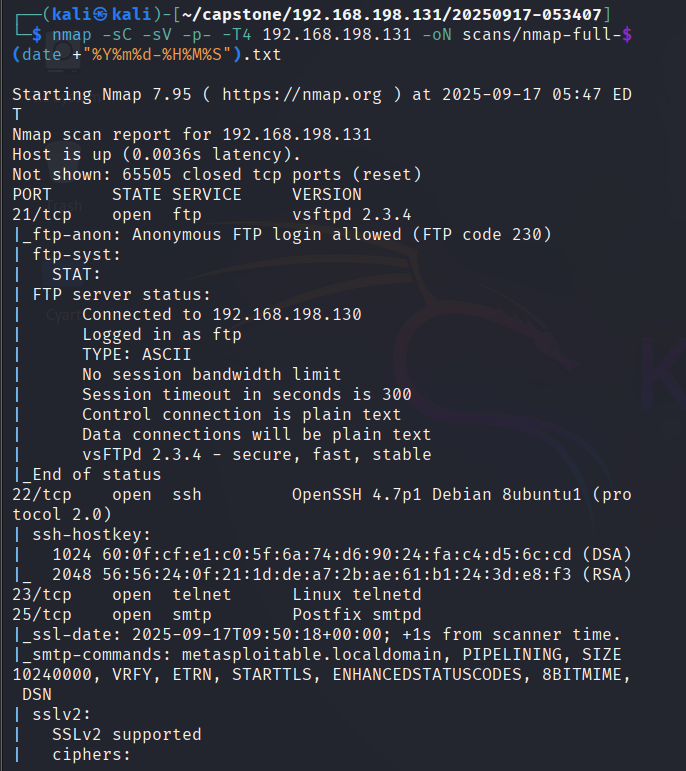 ┌──(kali㉿kali)-[~/capstone/192.168.198.131/20250917-053407]
└─$ nmap -sC -sV -p- -T4 192.168.198.131 -oN scans/nmap-full-$
(date +"%Y%m%d-%H%M%S").txt
Starting Nmap 7.95 ( https://nmap.org ) at 2025-09-17 05:47 ED
T
Nmap scan report for 192.168.198.131
Host is up (0.0036s latency).
Not shown: 65505 closed tcp ports (reset)
PORT      STATE SERVICE     VERSION
21/tcp    open  ftp         vsftpd 2.3.4
|_ftp-anon: Anonymous FTP login allowed (FTP code 230)
| ftp-syst:
|   STAT:
| FTP server status:
|      Connected to 192.168.198.130
|      Logged in as ftp
|      TYPE: ASCII
|      No session bandwidth limit
|      Session timeout in seconds is 300
|      Control connection is plain text
|      Data connections will be plain text
|      vsFTPd 2.3.4 - secure, fast, stable
|_End of status
22/tcp    open  ssh         OpenSSH 4.7p1 Debian 8ubuntu1 (pro
tocol 2.0)
| ssh-hostkey:
|   1024 60:0f:cf:e1:c0:5f:6a:74:d6:90:24:fa:c4:d5:6c:cd (DSA)
|_  2048 56:56:24:0f:21:1d:de:a7:2b:ae:61:b1:24:3d:e8:f3 (RSA)
23/tcp    open  telnet      Linux telnetd
25/tcp    open  smtp        Postfix smtpd
|_ssl-date: 2025-09-17T09:50:18+00:00; +1s from scanner time.
|_smtp-commands: metasploitable.localdomain, PIPELINING, SIZE
10240000, VRFY, ETRN, STARTTLS, ENHANCEDSTATUSCODES, 8BITMIME,
 DSN
| sslv2:
|   SSLv2 supported
|   ciphers: